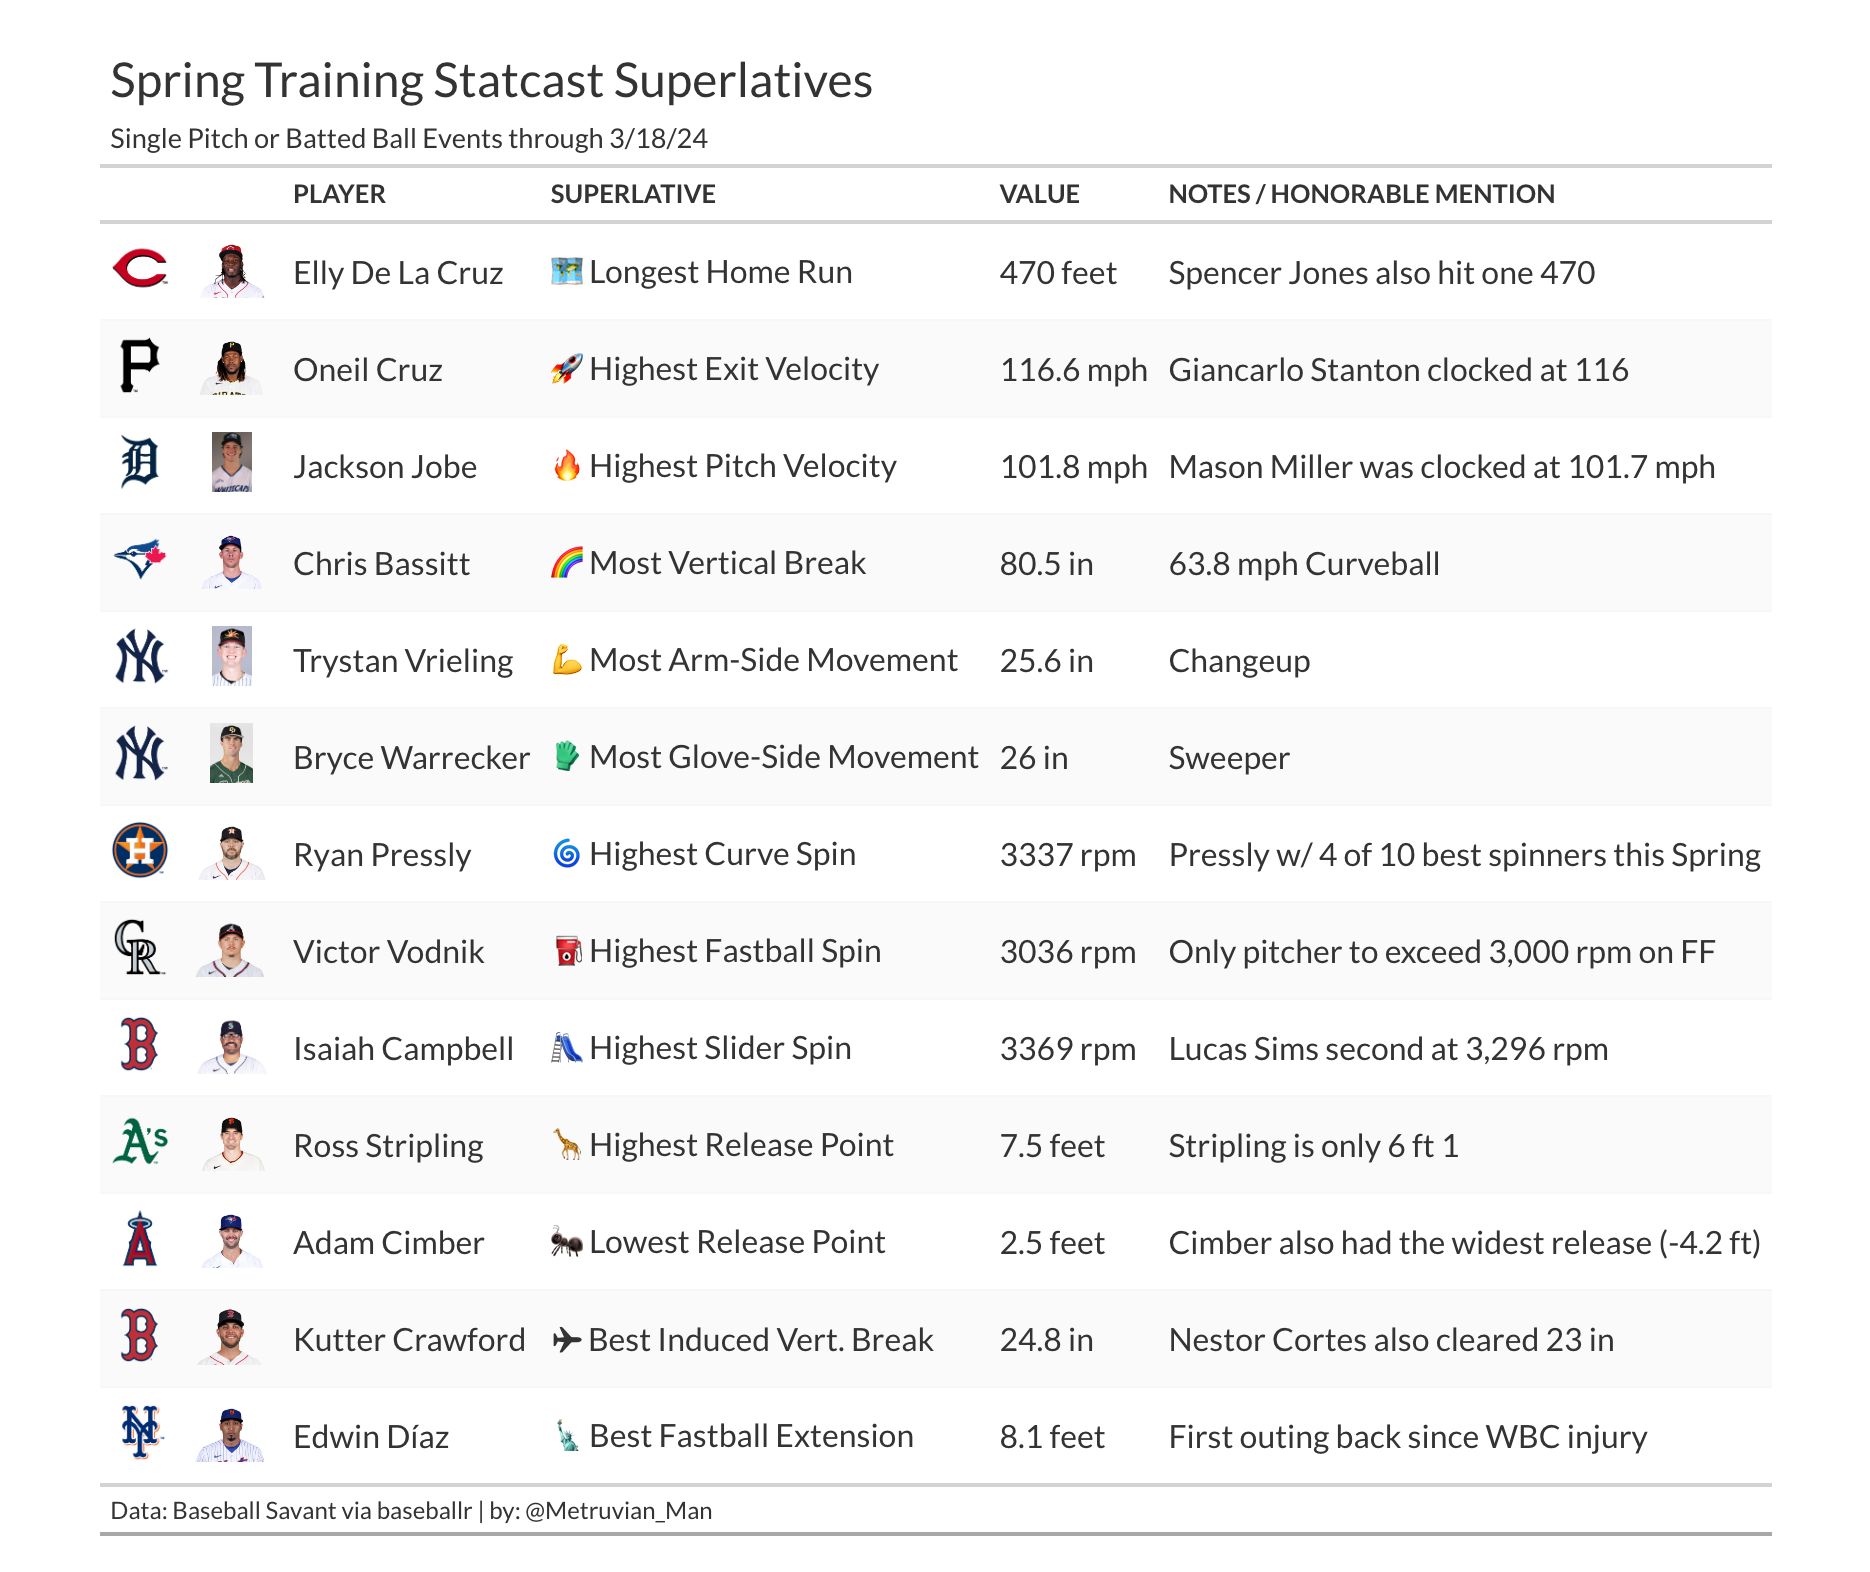 Spring Training Statcast Superlatives
Single Pitch or Batted Ball Events through 3/18/24
PLAYER SUPERLATIVE VALUE NOTES / HONORABLE MENTION
Elly De La Cruz 🗺️ Longest Home Run 470 feet Spencer Jones also hit one 470
Oneil Cruz 🚀 Highest Exit Velocity 116.6 mph Giancarlo Stanton clocked at 116
Jackson Jobe 🔥 Highest Pitch Velocity 101.8 mph Mason Miller was clocked at 101.7 mph
Chris Bassitt 🌈 Most Vertical Break 80.5 in 63.8 mph Curveball
Trystan Vrieling 💪 Most Arm-Side Movement 25.6 in Changeup
Bryce Warrecker 🧤 Most Glove-Side Movement 26 in Sweeper
Ryan Pressly 🌀 Highest Curve Spin 3337 rpm Pressly w/ 4 of 10 best spinners this Spring
Victor Vodnik ⛽ Highest Fastball Spin 3036 rpm Only pitcher to exceed 3,000 rpm on FF
Isaiah Campbell 🛝 Highest Slider Spin 3369 rpm Lucas Sims second at 3,296 rpm
Ross Stripling 🦒 Highest Release Point 7.5 feet Stripling is only 6 ft 1
Adam Cimber 🐜 Lowest Release Point 2.5 feet Cimber also had the widest release (-4.2 ft)
Kutter Crawford ✈ Best Induced Vert. Break 24.8 in Nestor Cortes also cleared 23 in
Edwin Díaz 🗽 Best Fastball Extension 8.1 feet First outing back since WBC injury
Data: Baseball Savant via baseballr | by: @Metruvian_Man